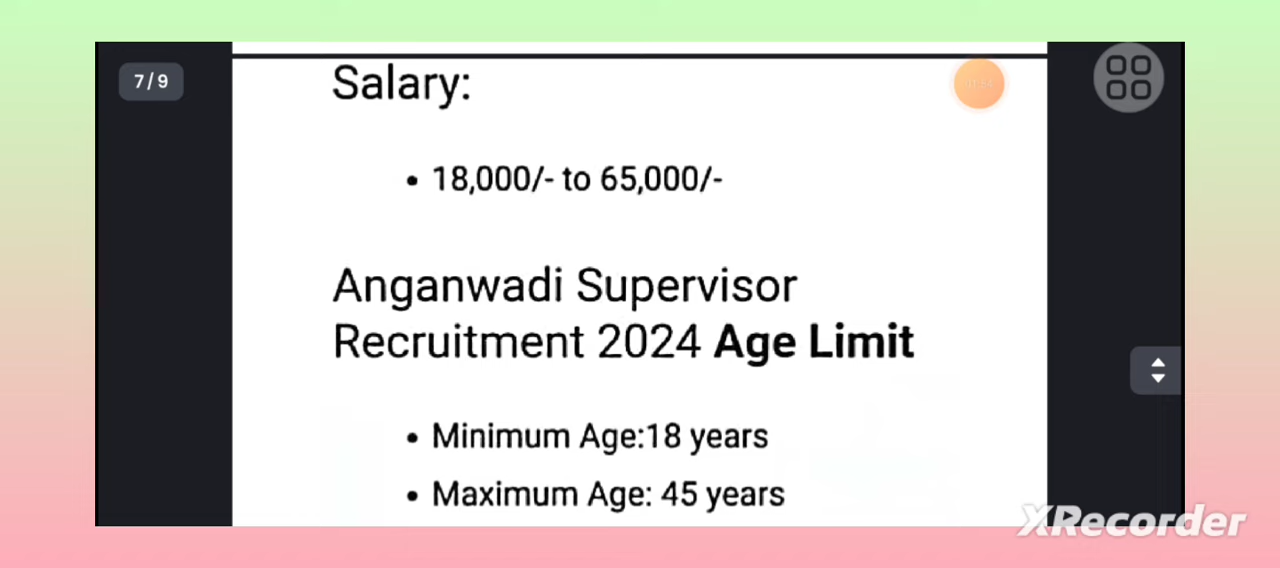 7/9
Salary:
• 18,000/- to 65,000/-
Anganwadi Supervisor
Recruitment 2024 Age Limit
• Minimum Age:18 years
• Maximum Age: 45 years
XRecorder